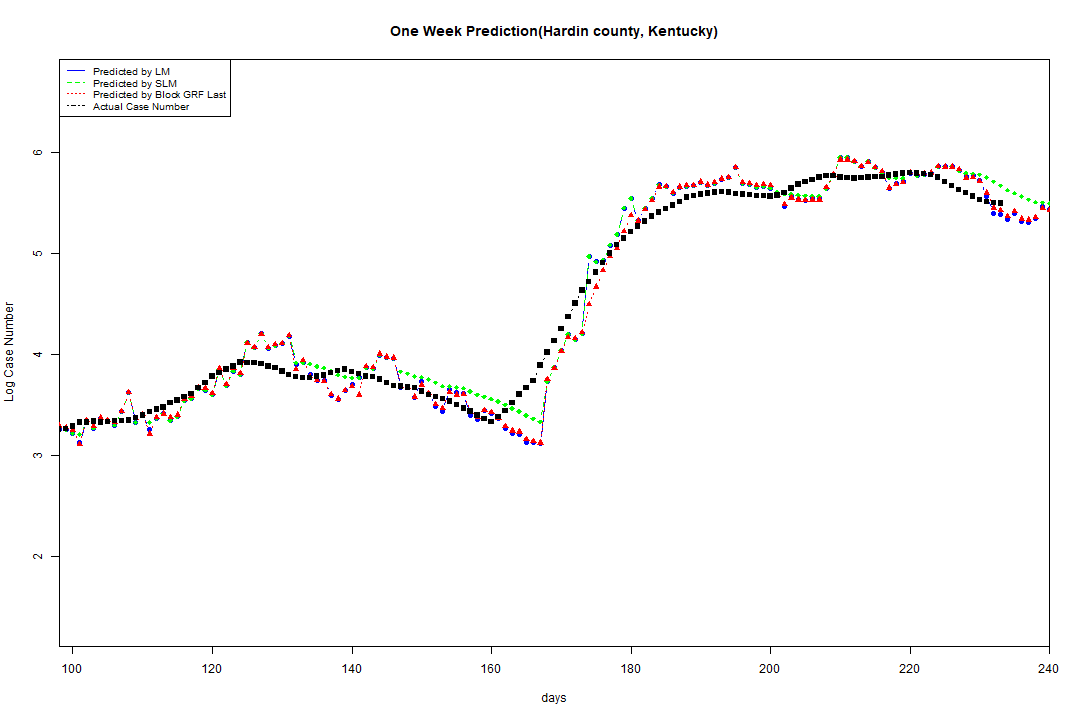 One Week Prediction(Hardin county, Kentucky)
Predicted by LM
Predicted by SLM
Predicted by Block GRF Last
Actual Case Number
6
5
4
3
2
Log Case Number
100 120 140 160 180 200 220 240
days